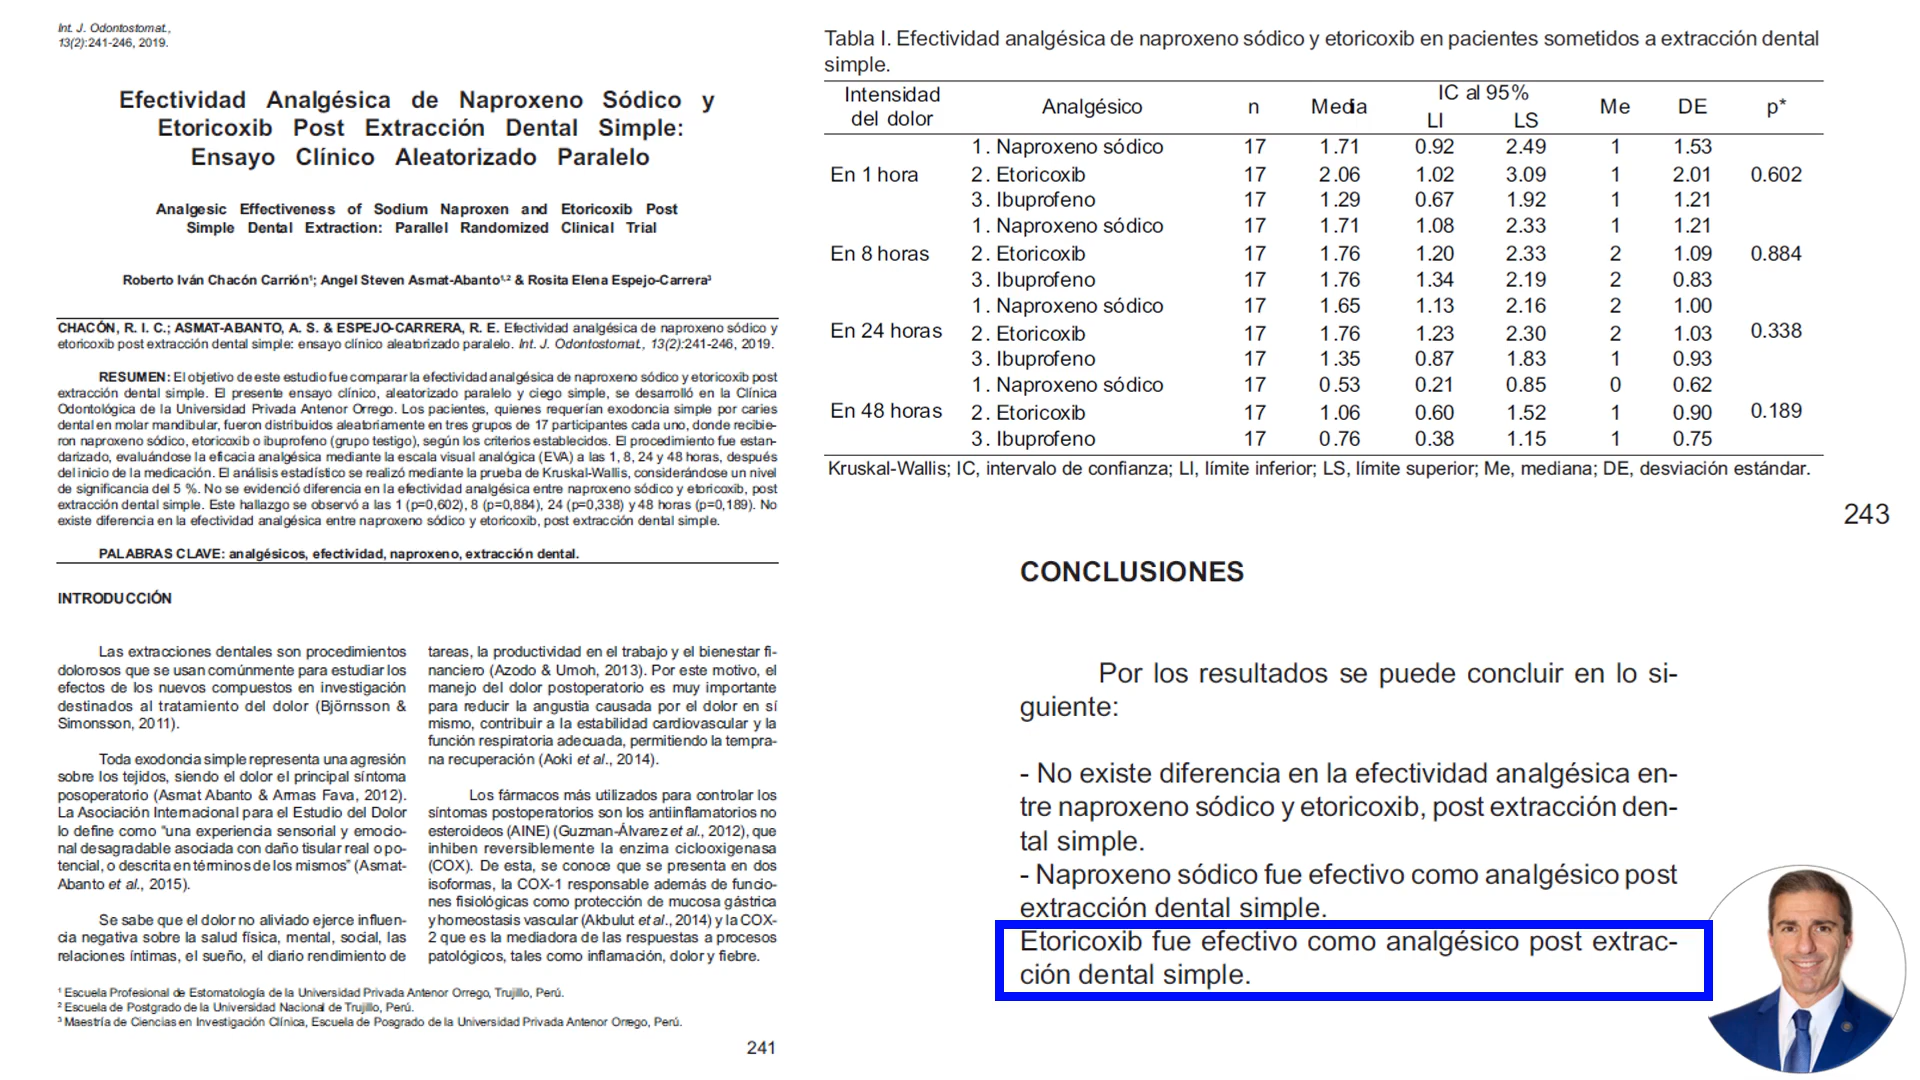 Int. J. Odontostomat.,
13(2):241-246, 2019.
Efectividad Analgésica de Naproxeno Sódico y
Etoricoxib Post Extracción Dental Simple:
Ensayo Clínico Aleatorizado Paralelo
Analgesic Effectiveness of Sodium Naproxen and Etoricoxib Post
Simple Dental Extraction: Parallel Randomized Clinical Trial
Roberto Iván Chacón Carrión¹; Angel Steven Asmat-Abanto¹,² & Rosita Elena Espejo-Carrera³
CHACÓN, R. I. C.; ASMAT-ABANTO, A. S. & ESPEJO-CARRERA, R. E. Efectividad analgésica de naproxeno sódico y
etoricoxib post extracción dental simple: ensayo clínico aleatorizado paralelo. Int. J. Odontostomat., 13(2):241-246, 2019.
RESUMEN: El objetivo de este estudio fue comparar la efectividad analgésica de naproxeno sódico y etoricoxib post
extracción dental simple. El presente ensayo clínico, aleatorizado paralelo y ciego simple, se desarrolló en la Clínica
Odontológica de la Universidad Privada Antenor Orrego. Los pacientes, quienes requerían exodoncia simple por caries
dental en molar mandibular, fueron distribuidos aleatoriamente en tres grupos de 17 participantes cada uno, donde recibie-
ron naproxeno sódico, etoricoxib o ibuprofeno (grupo testigo), según los criterios establecidos. El procedimiento fue estan-
darizado, evaluándose la eficacia analgésica mediante la escala visual analógica (EVA) a las 1, 8, 24 y 48 horas, después
del inicio de la medicación. El análisis estadístico se realizó mediante la prueba de Kruskal-Wallis, considerándose un nivel
de significancia del 5 %. No se evidenció diferencia en la efectividad analgésica entre naproxeno sódico y etoricoxib, post
extracción dental simple. Este hallazgo se observó a las 1 (p=0,602), 8 (p=0,884), 24 (p=0,338) y 48 horas (p=0,189). No
existe diferencia en la efectividad analgésica entre naproxeno sódico y etoricoxib, post extracción dental simple.
PALABRAS CLAVE: analgésicos, efectividad, naproxeno, extracción dental.
INTRODUCCIÓN
Las extracciones dentales son procedimientos
dolorosos que se usan comúnmente para estudiar los
efectos de los nuevos compuestos en investigación
destinados al tratamiento del dolor (Björnsson &
Simonsson, 2011).
Toda exodoncia simple representa una agresión
sobre los tejidos, siendo el dolor el principal síntoma
posoperatorio (Asmat Abanto & Armas Fava, 2012).
La Asociación Internacional para el Estudio del Dolor
lo define como "una experiencia sensorial y emocio-
nal desagradable asociada con daño tisular real o po-
tencial, o descrita en términos de los mismos" (Asmat-
Abanto et al., 2015).
Se sabe que el dolor no aliviado ejerce influen-
cia negativa sobre la salud física, mental, social, las
relaciones íntimas, el sueño, el diario rendimiento de
tareas, la productividad en el trabajo y el bienestar fi-
nanciero (Azodo & Umoh, 2013). Por este motivo, el
manejo del dolor postoperatorio es muy importante
para reducir la angustia causada por el dolor en sí
mismo, contribuir a la estabilidad cardiovascular y la
función respiratoria adecuada, permitiendo la tempra-
na recuperación (Aoki et al., 2014).
Los fármacos más utilizados para controlar los
síntomas postoperatorios son los antiinflamatorios no
esteroideos (AINE) (Guzman-Álvarez et al., 2012), que
inhiben reversiblemente la enzima ciclooxigenasa
(COX). De esta, se conoce que se presenta en dos
isoformas, la COX-1 responsable además de funcio-
nes fisiológicas como protección de mucosa gástrica
y homeostasis vascular (Akbulut et al., 2014) y la COX-
2 que es la mediadora de las respuestas a procesos
patológicos, tales como inflamación, dolor y fiebre.
¹ Escuela Profesional de Estomatología de la Universidad Privada Antenor Orrego, Trujillo, Perú.
² Escuela de Postgrado de la Universidad Nacional de Trujillo, Perú.
³ Maestría de Ciencias en Investigación Clínica, Escuela de Posgrado de la Universidad Privada Antenor Orrego, Perú.
241
Tabla I. Efectividad analgésica de naproxeno sódico y etoricoxib en pacientes sometidos a extracción dental
simple.
Intensidad del dolor Analgésico n Media IC al 95% LI LS Me DE p*
1. Naproxeno sódico 17 1.71 0.92 2.49 1 1.53
En 1 hora 2. Etoricoxib 17 2.06 1.02 3.09 1 2.01 0.602
3. Ibuprofeno 17 1.29 0.67 1.92 1 1.21
1. Naproxeno sódico 17 1.71 1.08 2.33 1 1.21
En 8 horas 2. Etoricoxib 17 1.76 1.20 2.33 2 1.09 0.884
3. Ibuprofeno 17 1.76 1.34 2.19 2 0.83
1. Naproxeno sódico 17 1.65 1.13 2.16 2 1.00
En 24 horas 2. Etoricoxib 17 1.76 1.23 2.30 2 1.03 0.338
3. Ibuprofeno 17 1.35 0.87 1.83 1 0.93
1. Naproxeno sódico 17 0.53 0.21 0.85 0 0.62
En 48 horas 2. Etoricoxib 17 1.06 0.60 1.52 1 0.90 0.189
3. Ibuprofeno 17 0.76 0.38 1.15 1 0.75
Kruskal-Wallis; IC, intervalo de confianza; LI, límite inferior; LS, límite superior; Me, mediana; DE, desviación estándar.
243
CONCLUSIONES
Por los resultados se puede concluir en lo si-
guiente:
- No existe diferencia en la efectividad analgésica en-
tre naproxeno sódico y etoricoxib, post extracción den-
tal simple.
- Naproxeno sódico fue efectivo como analgésico post
extracción dental simple.
Etoricoxib fue efectivo como analgésico post extrac-
ción dental simple.